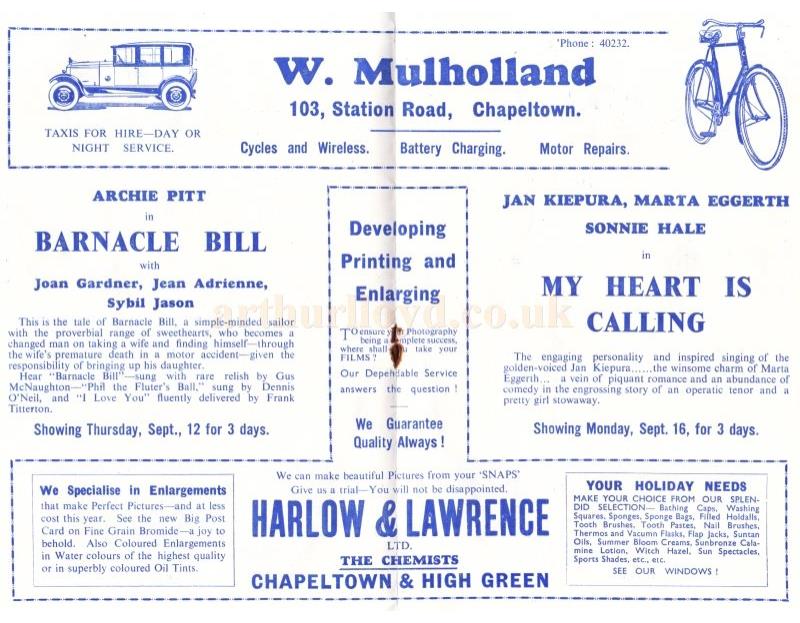 'Phone : 40232.
W. Mulholland
103, Station Road, Chapeltown.
TAXIS FOR HIRE—DAY OR
NIGHT SERVICE.
Cycles and Wireless. Battery Charging. Motor Repairs.
ARCHIE PITT
in
BARNACLE BILL
with
Joan Gardner, Jean Adrienne,
Sybil Jason
This is the tale of Barnacle Bill, a simple-minded sailor
with the proverbial range of sweethearts, who becomes a
changed man on taking a wife and finding himself—through
the wife's premature death in a motor accident—given the
responsibility of bringing up his daughter.
Hear "Barnacle Bill"—sung with rare relish by Gus
McNaughton—"Phil the Fluter's Ball," sung by Dennis
O'Neil, and "I Love You" fluently delivered by Frank
Titterton.
Showing Thursday, Sept., 12 for 3 days.
Developing
Printing and
Enlarging
TO ensure your Photography
being a complete success,
where shall you take your
FILMS ?
Our Dependable Service
answers the question !
We Guarantee
Quality Always !
JAN KIEPURA, MARTA EGGERTH
SONNIE HALE
in
MY HEART IS
CALLING
The engaging personality and inspired singing of the
golden-voiced Jan Kiepura......the winsome charm of Marta
Eggerth... a vein of piquant romance and an abundance of
comedy in the engrossing story of an operatic tenor and a
pretty girl stowaway.
Showing Monday, Sept. 16, for 3 days.
arthurlloyd.co.uk
We Specialise in Enlargements
that make Perfect Pictures—and at less
cost this year. See the new Big Post
Card on Fine Grain Bromide—a joy to
behold. Also Coloured Enlargements
in Water colours of the highest quality
or in superbly coloured Oil Tints.
We can make beautiful Pictures from your 'SNAPS'
Give us a trial—You will not be disappointed.
HARLOW & LAWRENCE
LTD.
THE CHEMISTS
CHAPELTOWN & HIGH GREEN
YOUR HOLIDAY NEEDS
MAKE YOUR CHOICE FROM OUR SPLEN-
DID SELECTION— Bathing Caps, Washing
Squares, Sponges, Sponge Bags, Filled Holdalls,
Tooth Brushes, Tooth Pastes, Nail Brushes,
Thermos and Vacumn Flasks, Flap Jacks, Suntan
Oils, Summer Bloom Creams, Sunbronze Cala-
mine Lotion, Witch Hazel, Sun Spectacles,
Sports Shades, etc., etc.
SEE OUR WINDOWS !